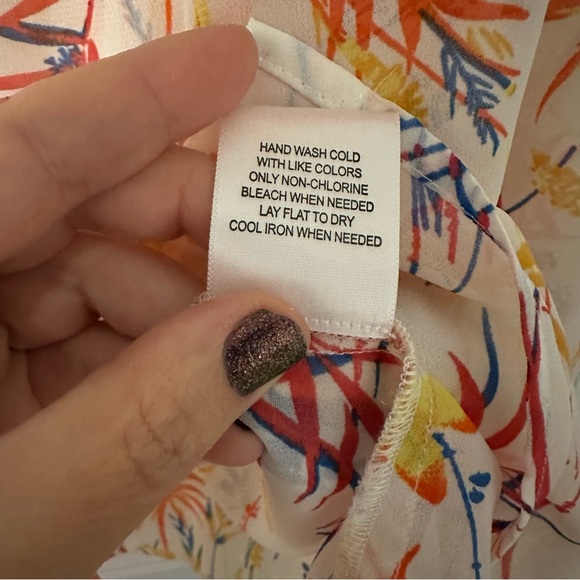 HAND WASH COLD
WITH LIKE COLORS
ONLY NON-CHLORINE
BLEACH WHEN NEEDED
LAY FLAT TO DRY
COOL IRON WHEN NEEDED